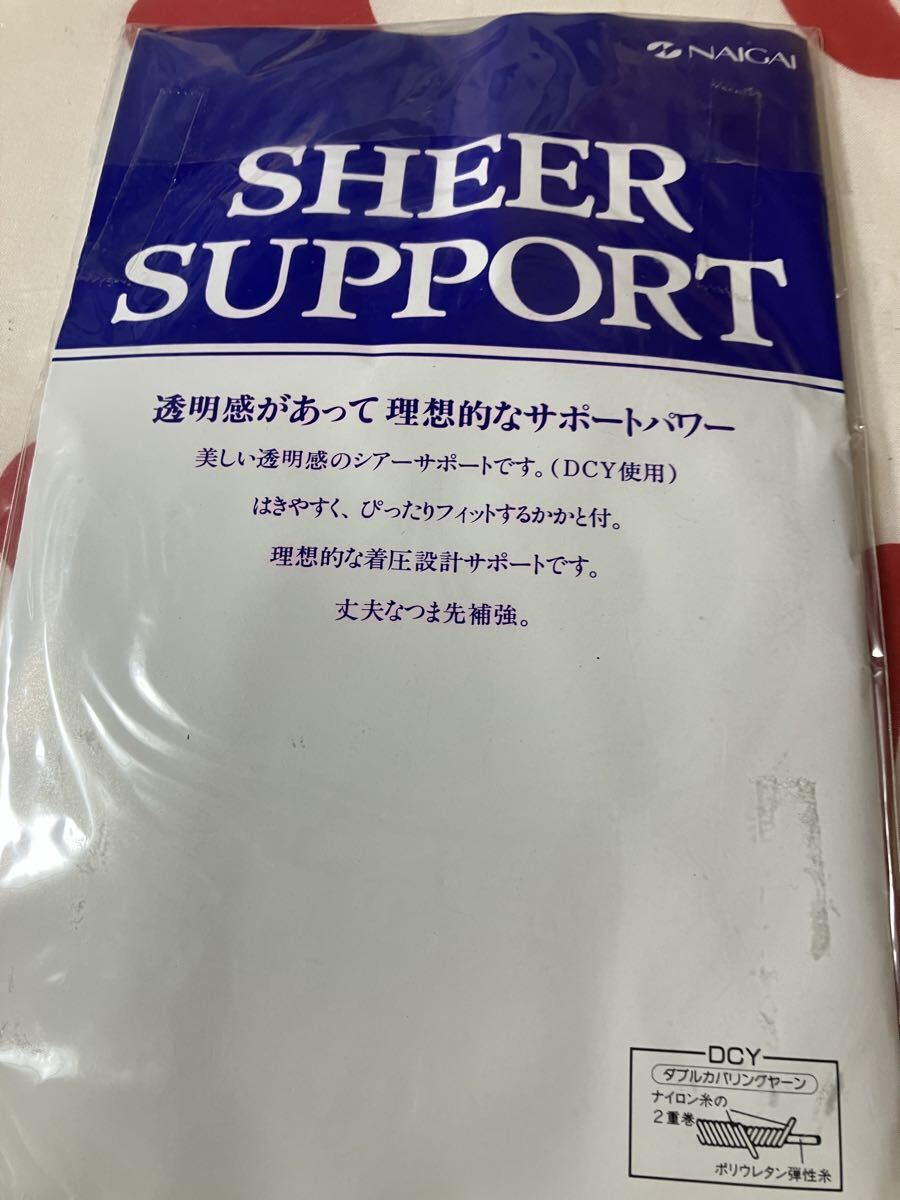 NAIGAI
SHEER
SUPPORT
透明感があって 理想的なサポートパワー
美しい透明感のシアーサポートです。(DCY使用)
はきやすく、ぴったりフィットするかかと付。
理想的な着圧設計サポートです。
丈夫なつま先補強。
DCY
ダブルカバリングヤーン
ナイロン糸の
2重巻
ポリウレタン弾性糸